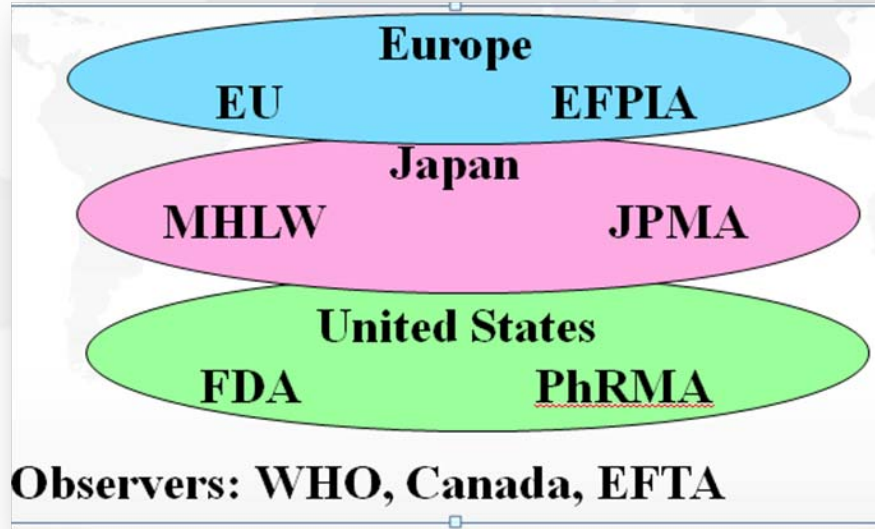 Europe
EU EFPIA
Japan
MHLW JPMA
United States
FDA PhRMA
Observers: WHO, Canada, EFTA